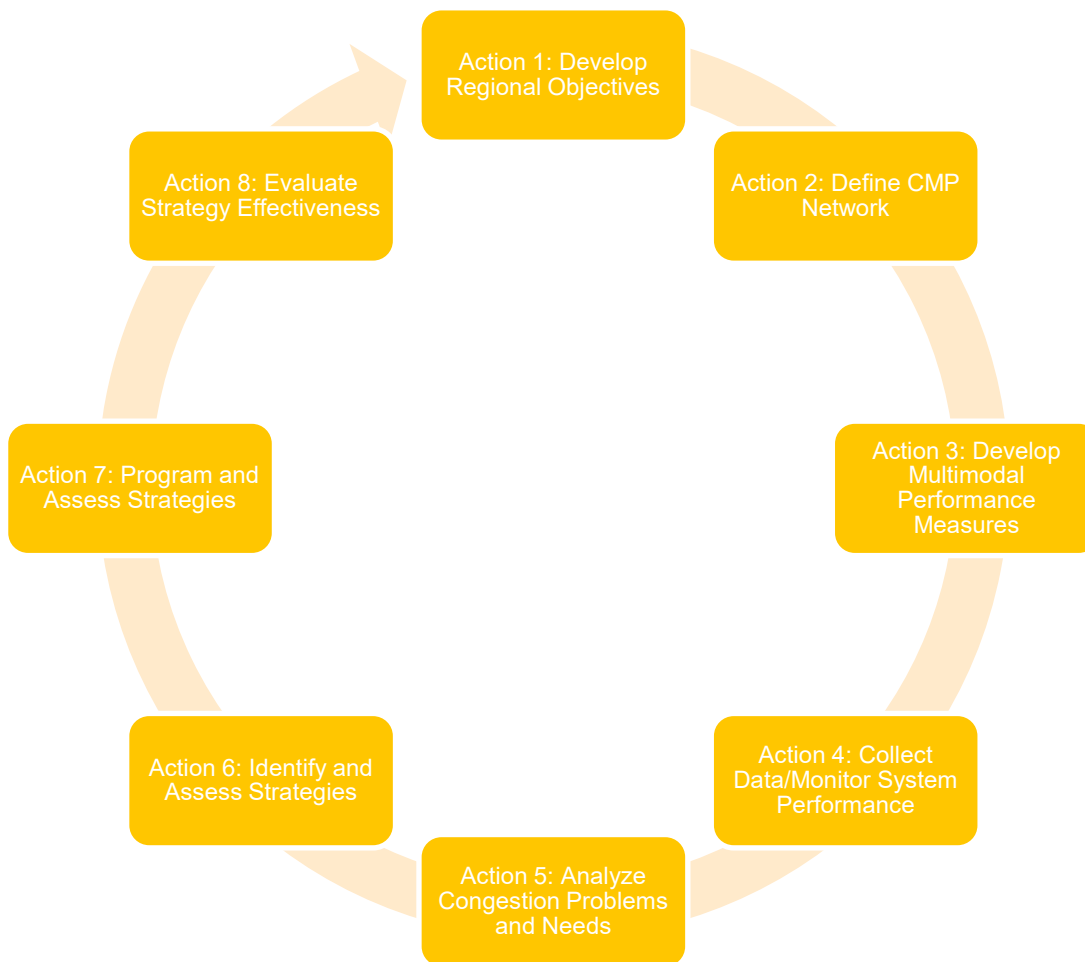 Action 1: Develop
Regional Objectives
Action 2: Define CMP
Network
Action 3: Develop
Multimodal
Performance
Measures
Action 4: Collect
Data/Monitor System
Performance
Action 5: Analyze
Congestion Problems
and Needs
Action 6: Identify and
Assess Strategies
Action 7: Program and
Assess Strategies
Action 8: Evaluate
Strategy Effectiveness